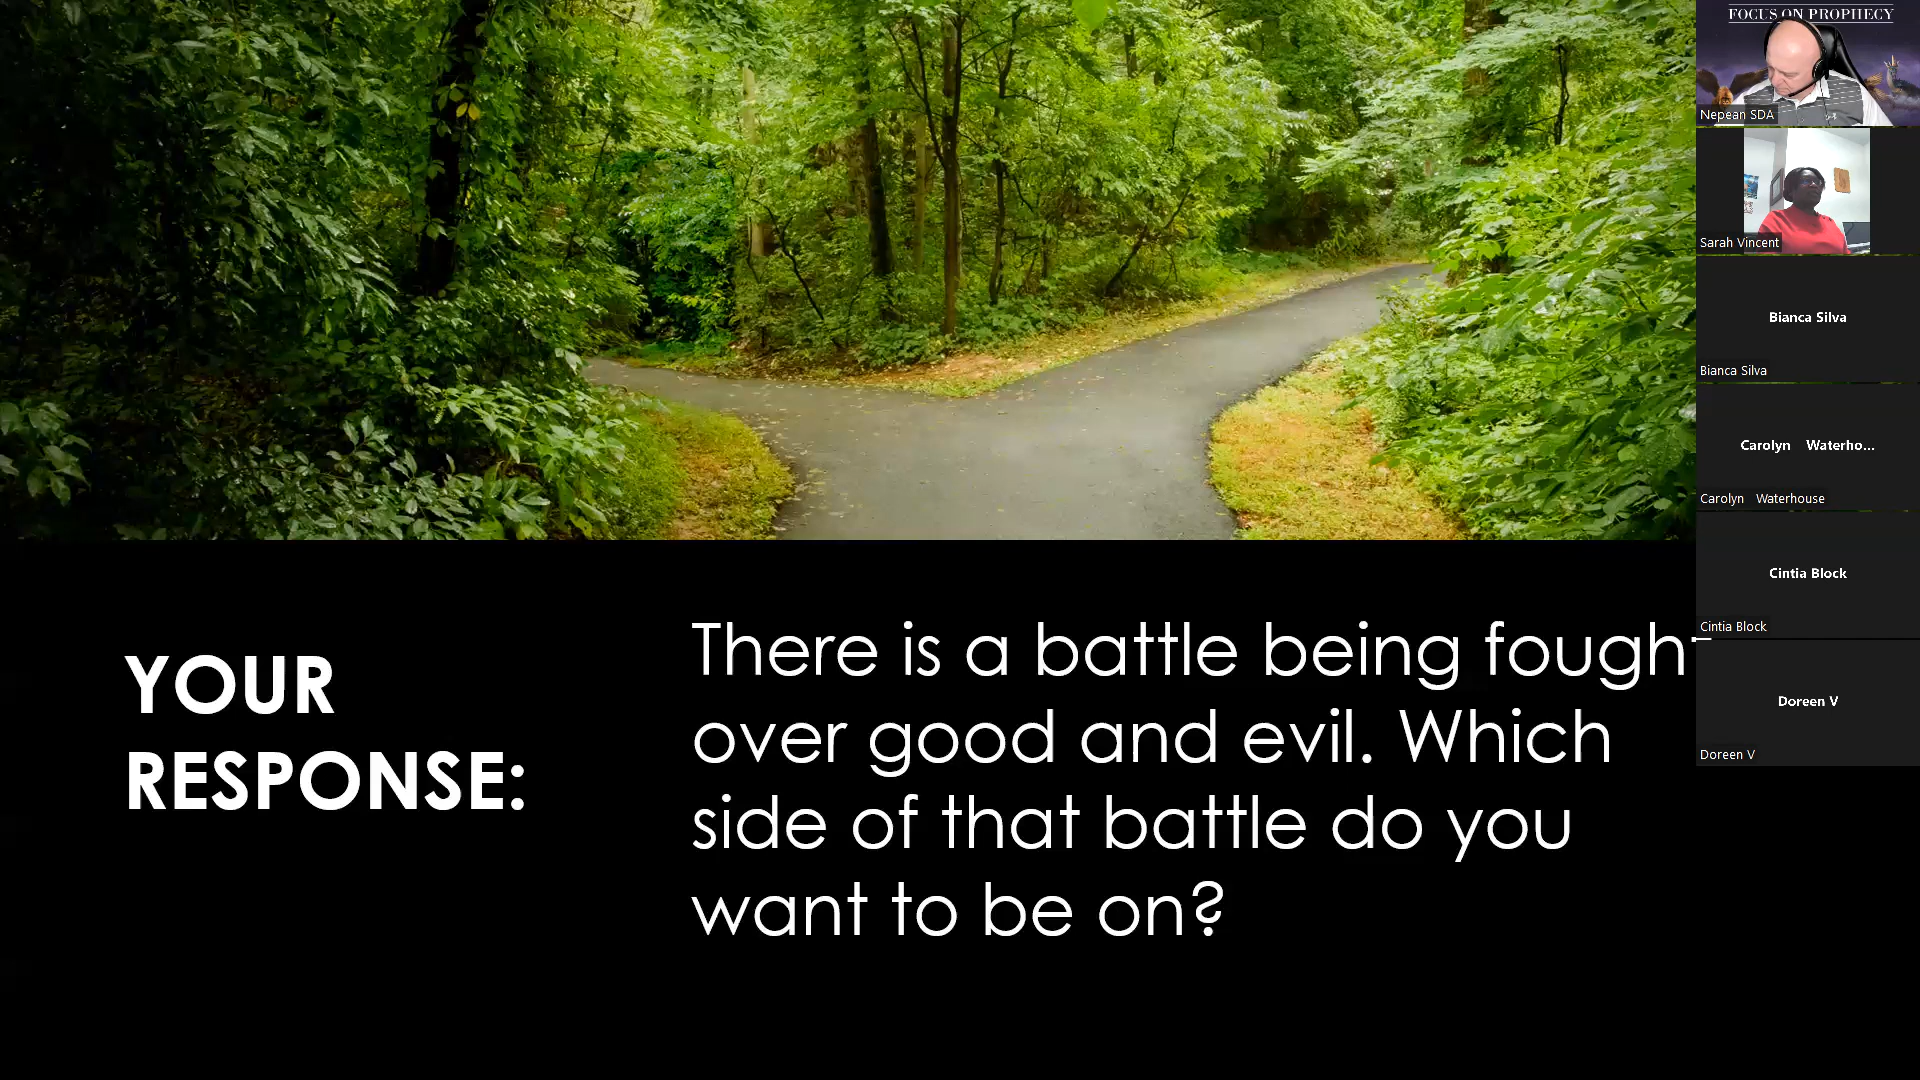 YOUR
RESPONSE:
There is a battle being fought
over good and evil. Which
side of that battle do you
want to be on?
FOCUS ON PROPHECY
Nepean SDA
Sarah Vincent
Bianca Silva
Bianca Silva
Carolyn Waterho...
Carolyn Waterhouse
Cintia Block
Cintia Block
Doreen V
Doreen V